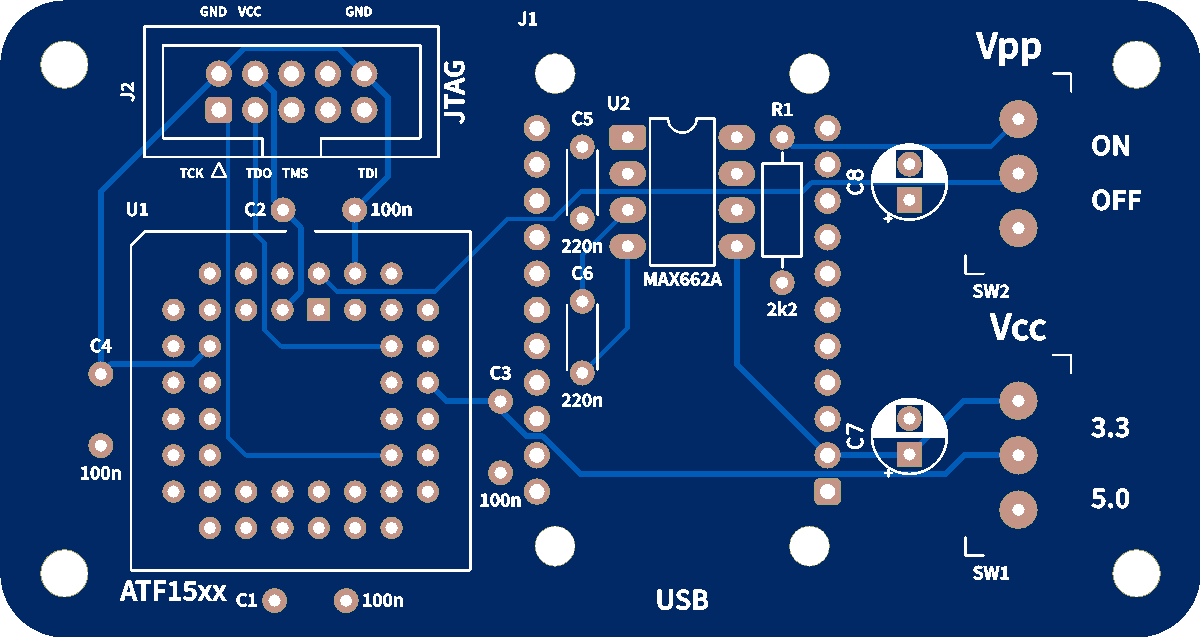 GND VCC GND
J1
J2
JTAG
Vpp
U2
C5
R1
ON
TCK TDO TMS TDI
C8
OFF
U1
C2 100n
220n
+
C6
MAX662A
SW2
2k2
Vcc
C4
C3
220n
3.3
C7
100n
100n
+
5.0
ATF15xx
C1 100n
USB
SW1